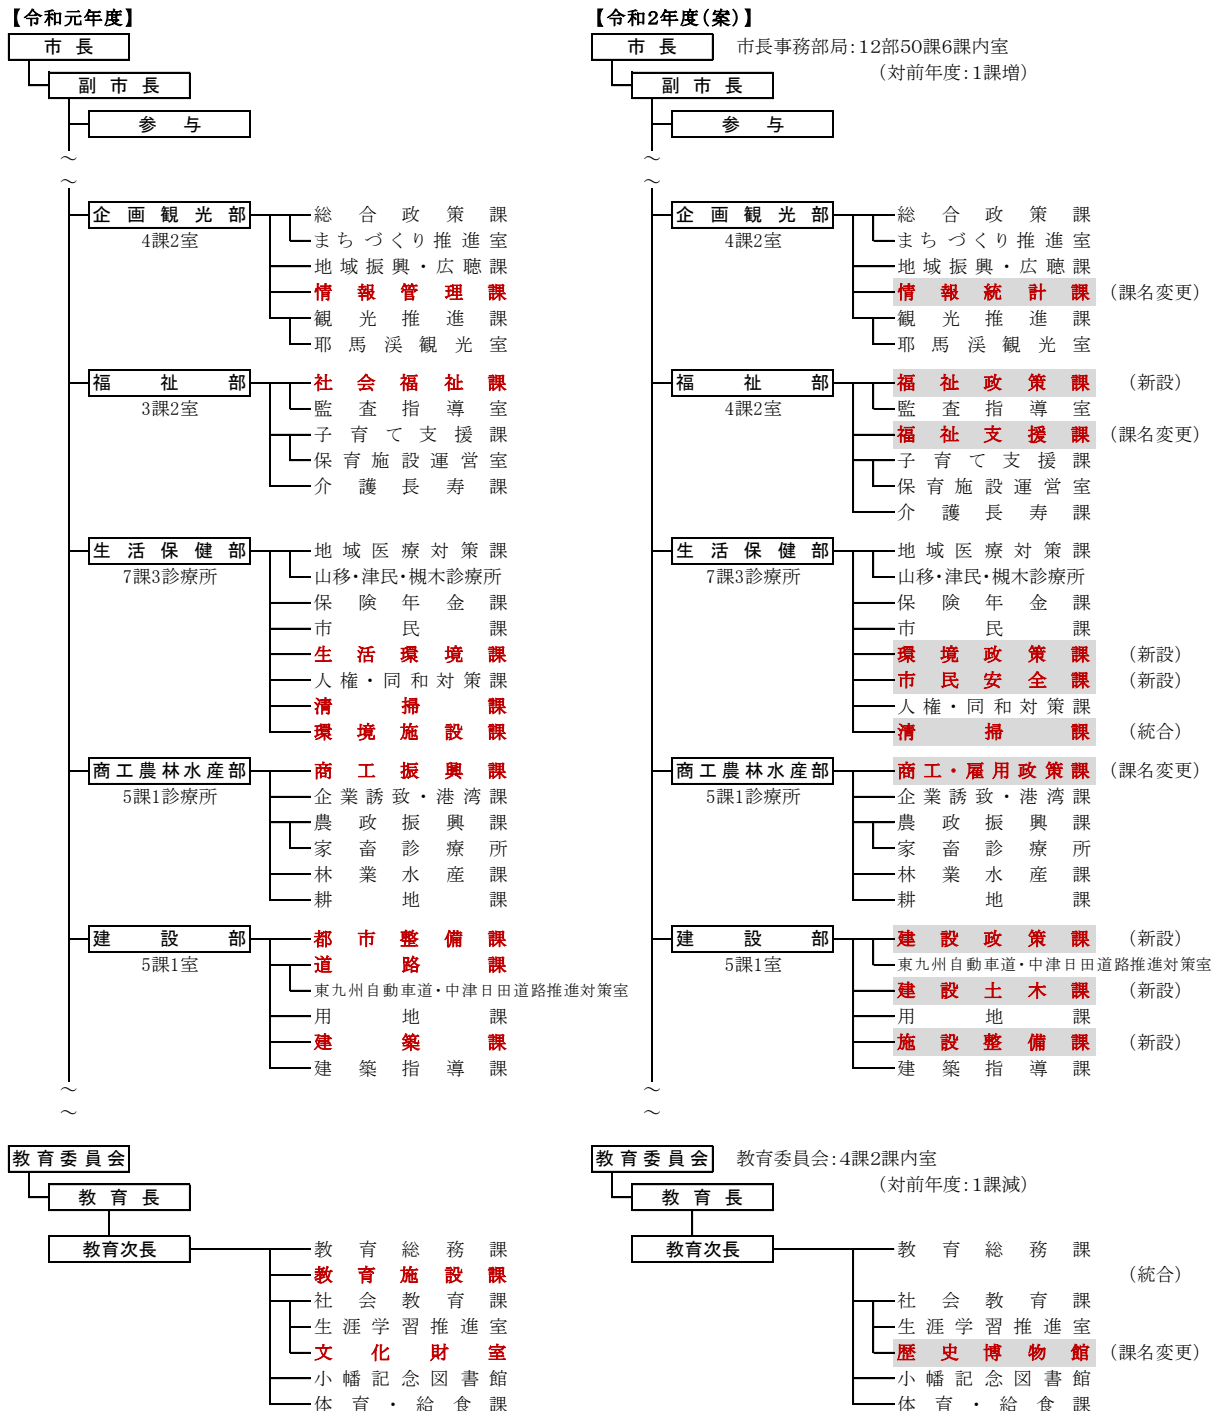 【令和元年度】
市長
副市長
参与
～
～
企画観光部
4課2室
総合政策課
まちづくり推進室
地域振興・広聴課
情報管理課
観光推進課
耶馬渓観光室
福祉部
3課2室
社会福祉課
監査指導室
子育て支援課
保育施設運営室
介護長寿課
生活保健部
7課3診療所
地域医療対策課
山移・津民・槻木診療所
保険年金課
市民課
生活環境課
人権・同和対策課
清掃課
環境施設課
商工農林水産部
5課1診療所
商工振興課
企業誘致・港湾課
農政振興課
家畜診療所
林業水産課
耕地課
建設部
5課1室
都市整備課
道路課
東九州自動車道・中津日田道路推進対策室
用地課
建築課
建築指導課
～
～
教育委員会
教育長
教育次長
教育総務課
教育施設課
社会教育課
生涯学習推進室
文化財室
小幡記念図書館
体育・給食課
【令和2年度(案)】
市長
市長事務部局:12部50課6課内室
(対前年度:1課増)
副市長
参与
～
～
企画観光部
4課2室
総合政策課
まちづくり推進室
地域振興・広聴課
情報統計課 (課名変更)
観光推進課
耶馬渓観光室
福祉部
4課2室
福祉政策課 (新設)
監査指導室
福祉支援課 (課名変更)
子育て支援課
保育施設運営室
介護長寿課
生活保健部
7課3診療所
地域医療対策課
山移・津民・槻木診療所
保険年金課
市民課
環境政策課 (新設)
市民安全課 (新設)
人権・同和対策課
清掃課 (統合)
商工農林水産部
5課1診療所
商工・雇用政策課 (課名変更)
企業誘致・港湾課
農政振興課
家畜診療所
林業水産課
耕地課
建設部
5課1室
建設政策課 (新設)
東九州自動車道・中津日田道路推進対策室
建設土木課 (新設)
用地課
施設整備課 (新設)
建築指導課
～
～
教育委員会
教育委員会:4課2課内室
(対前年度:1課減)
教育長
教育次長
教育総務課
(統合)
社会教育課
生涯学習推進室
歴史博物館 (課名変更)
小幡記念図書館
体育・給食課